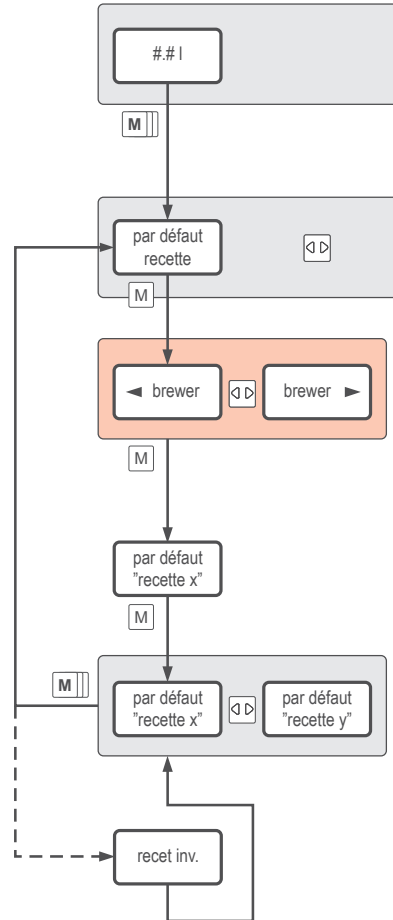 #.# l
M
par défaut
recette
M
◄ brewer
brewer ►
M
par défaut
"recette x"
M
M
par défaut
"recette x"
par défaut
"recette y"
recet inv.